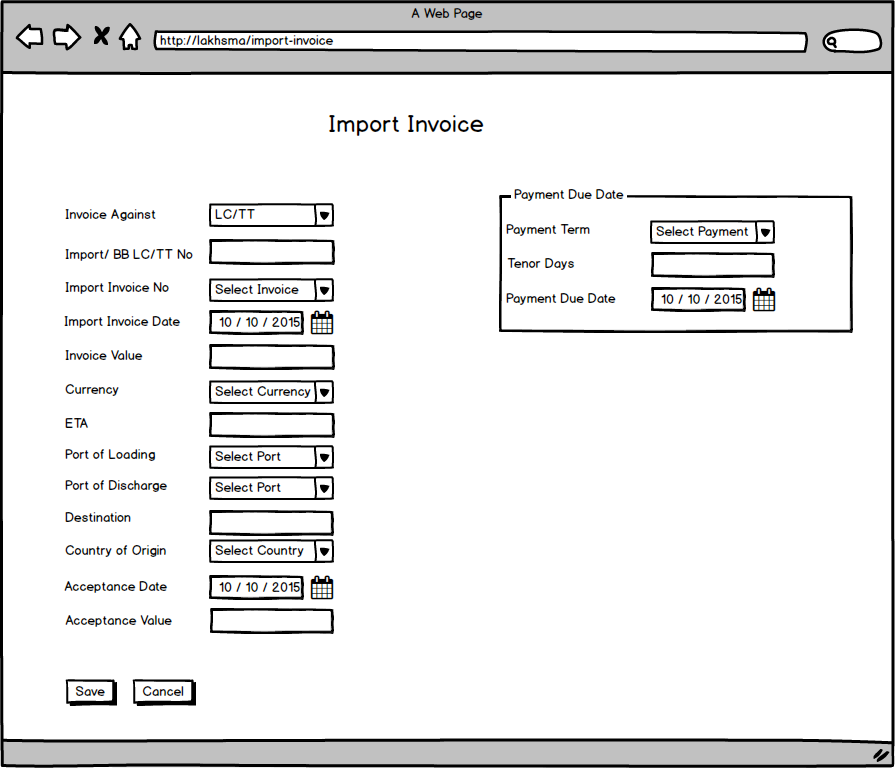 A Web Page
http://lakhsma/import-invoice
Import Invoice
Invoice Against LC/TT
Import/ BB LC/TT No
Import Invoice No Select Invoice
Import Invoice Date 10 / 10 / 2015
Invoice Value
Currency Select Currency
ETA
Port of Loading Select Port
Port of Discharge Select Port
Destination
Country of Origin Select Country
Acceptance Date 10 / 10 / 2015
Acceptance Value
Payment Due Date
Payment Term Select Payment
Tenor Days
Payment Due Date 10 / 10 / 2015
Save Cancel